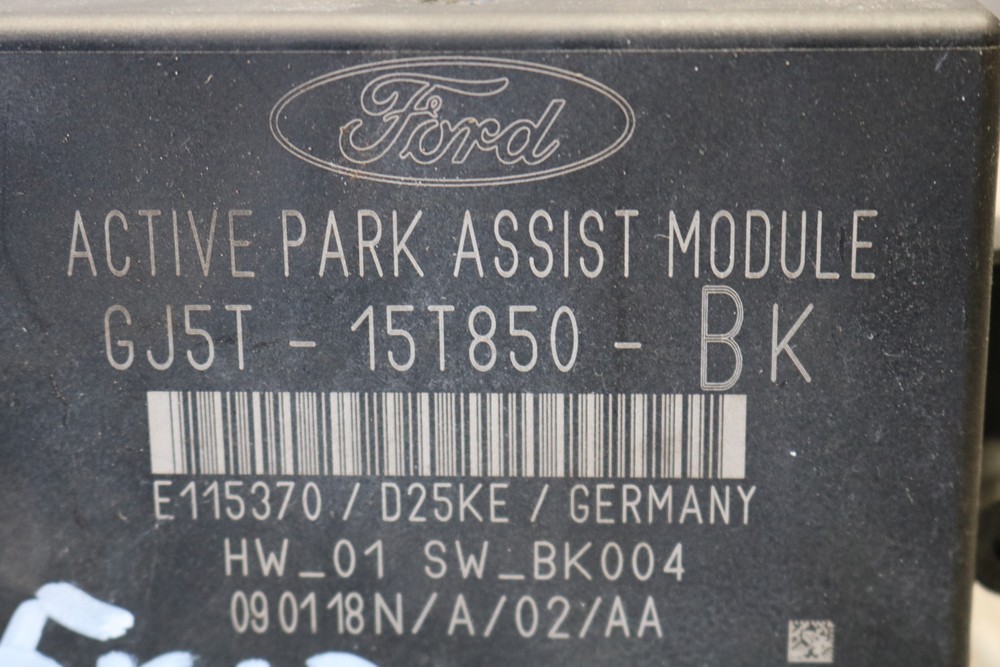 Ford
ACTIVE PARK ASSIST MODULE
GJ5T - 15T850 - BK
E115370 / D25KE / GERMANY
HW_01 SW_BK004
090118N/A/02/AA